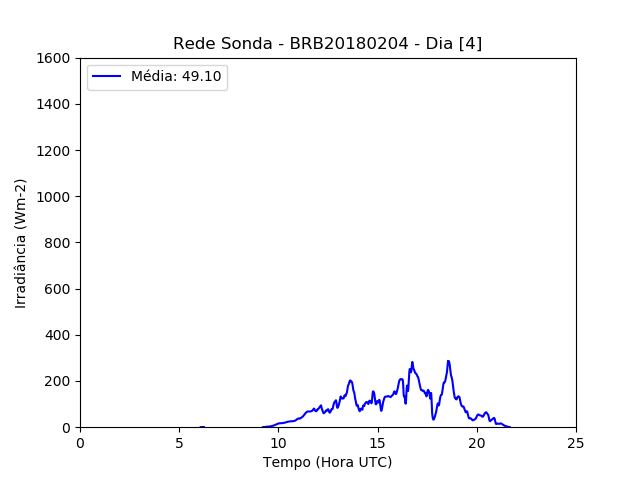 Rede Sonda - BRB20180204 - Dia [4]
Média: 49.10
1600
1400
1200
1000
800
600
400
200
0
Irradiância (Wm-2)
0 5 10 15 20 25
Tempo (Hora UTC)